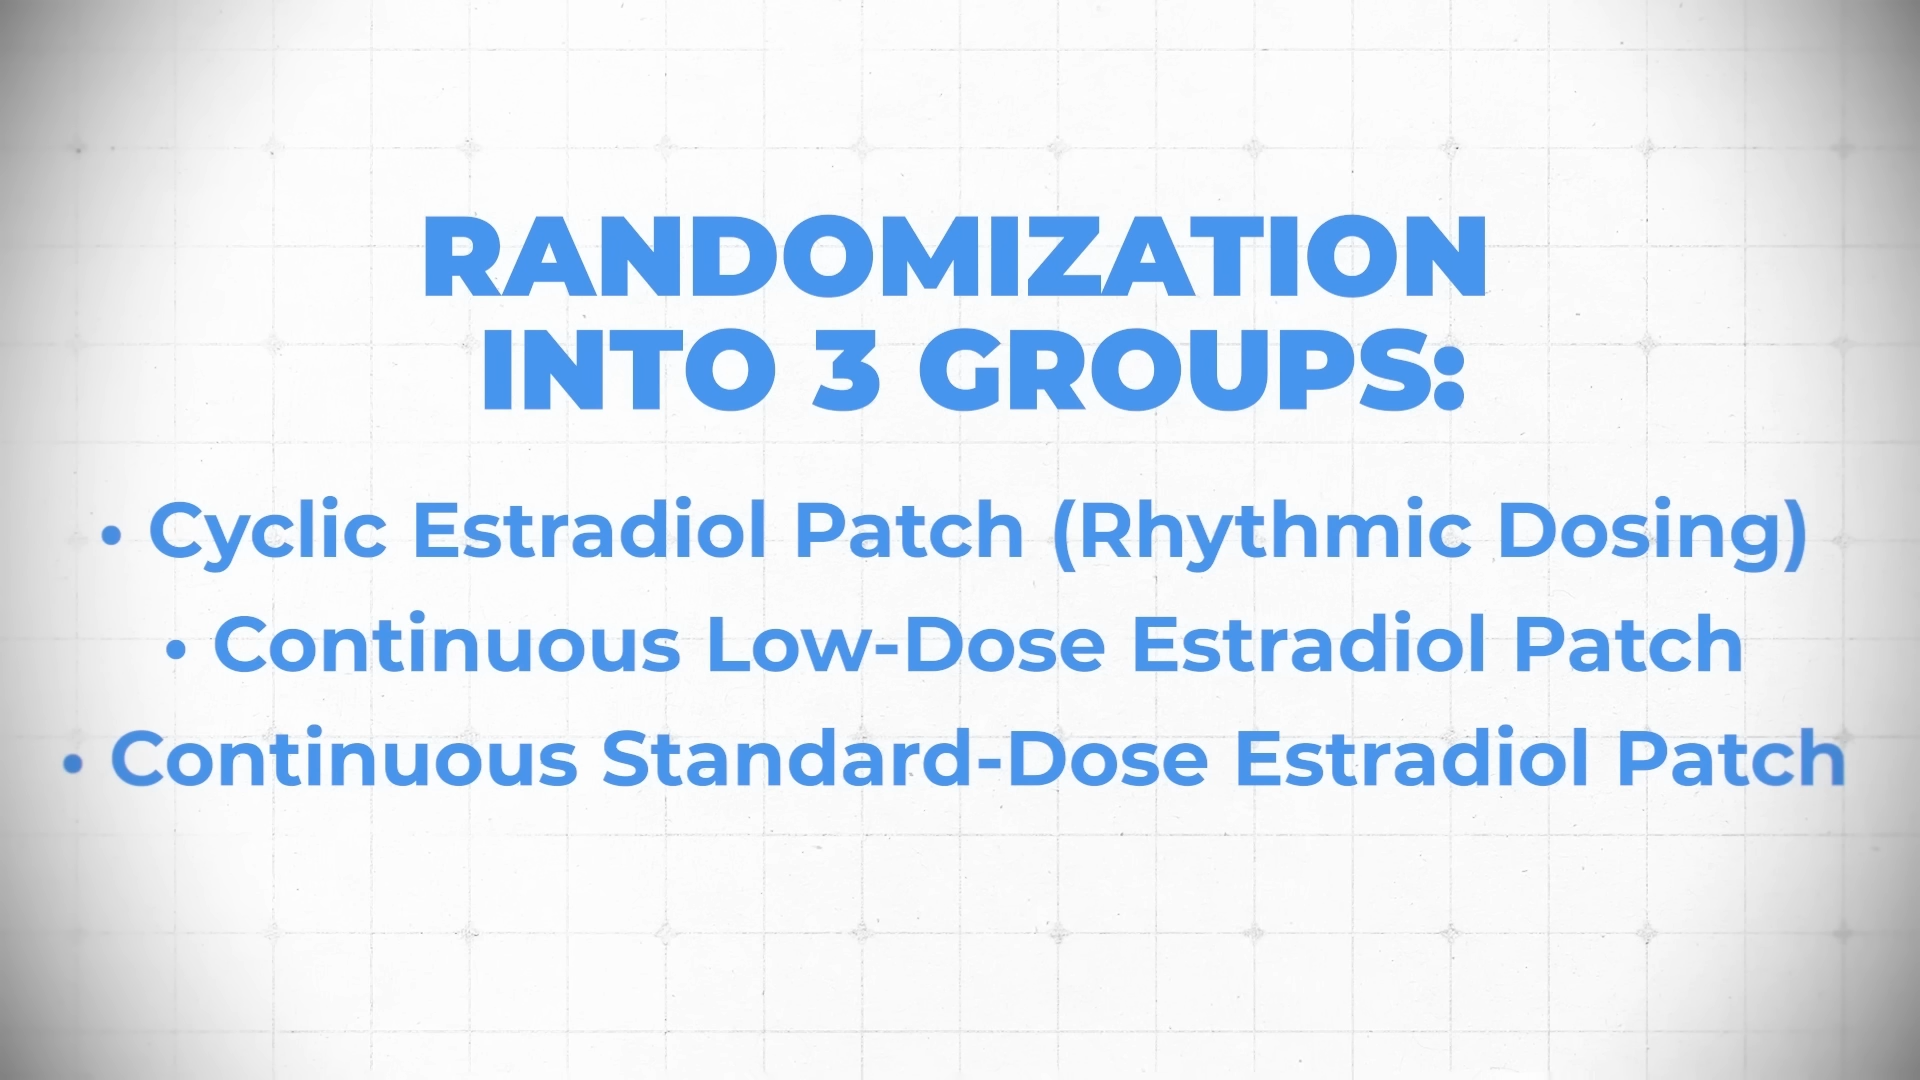 RANDOMIZATION
INTO 3 GROUPS:
• Cyclic Estradiol Patch (Rhythmic Dosing)
• Continuous Low-Dose Estradiol Patch
• Continuous Standard-Dose Estradiol Patch